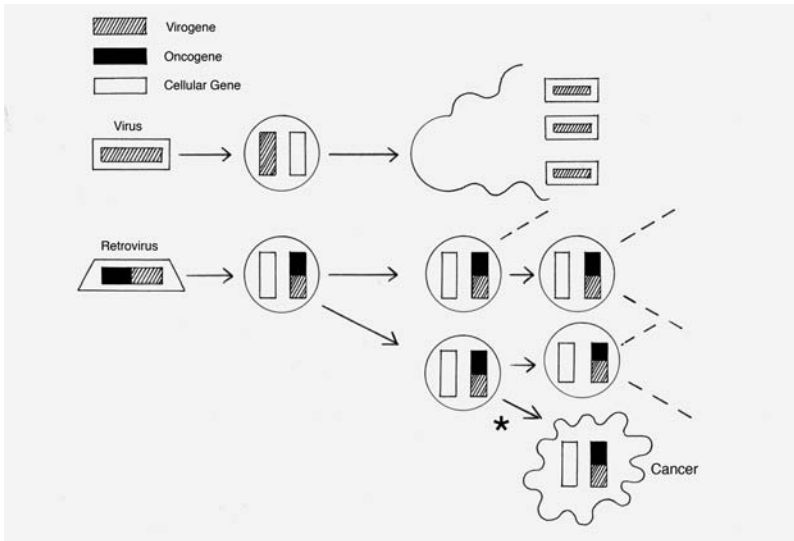 Virogene
Oncogene
Cellular Gene
Virus
Retrovirus
*
Cancer